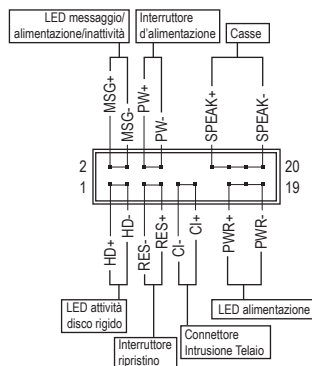 LED messaggio/
alimentazione/inattività
Interruttore
d'alimentazione
Casse
MSG+
MSG-
PW+
PW-
SPEAK+
SPEAK-
2
20
1
19
HD+
HD-
RES-
RES+
CI-
CI+
PWR+
PWR-
LED attività
disco rigido
LED alimentazione
Interruttore
ripristino
Connettore
Intrusione Telaio